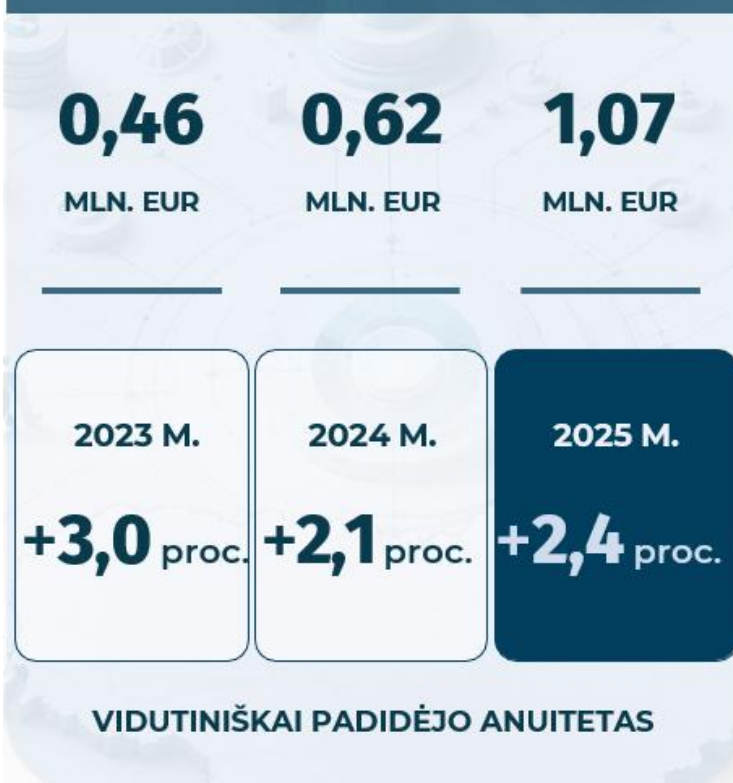 0,46 0,62 1,07
MLN. EUR MLN. EUR MLN. EUR
2023 M. 2024 M. 2025 M.
+3,0 proc. +2,1 proc. +2,4 proc.
VIDUTINIŠKAI PADIDĖJO ANUITETAS